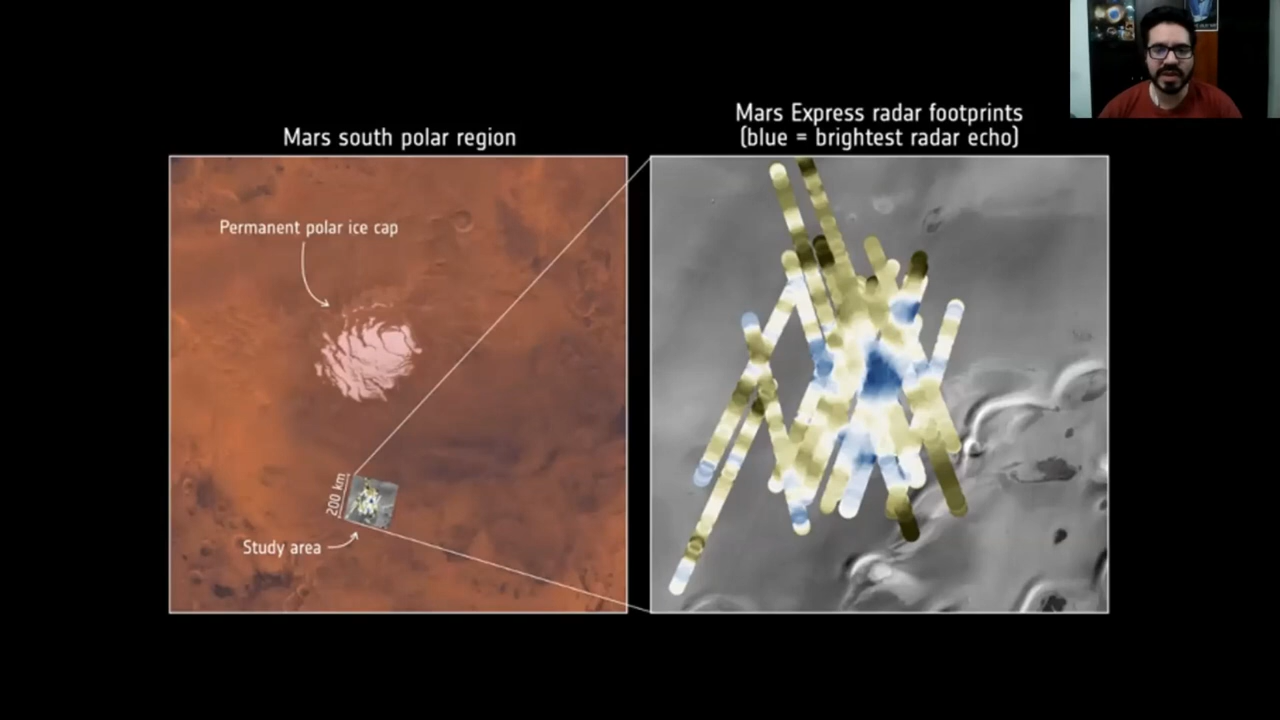 Mars south polar region
Permanent polar ice cap
200 km
Study area
Mars Express radar footprints
(blue = brightest radar echo)